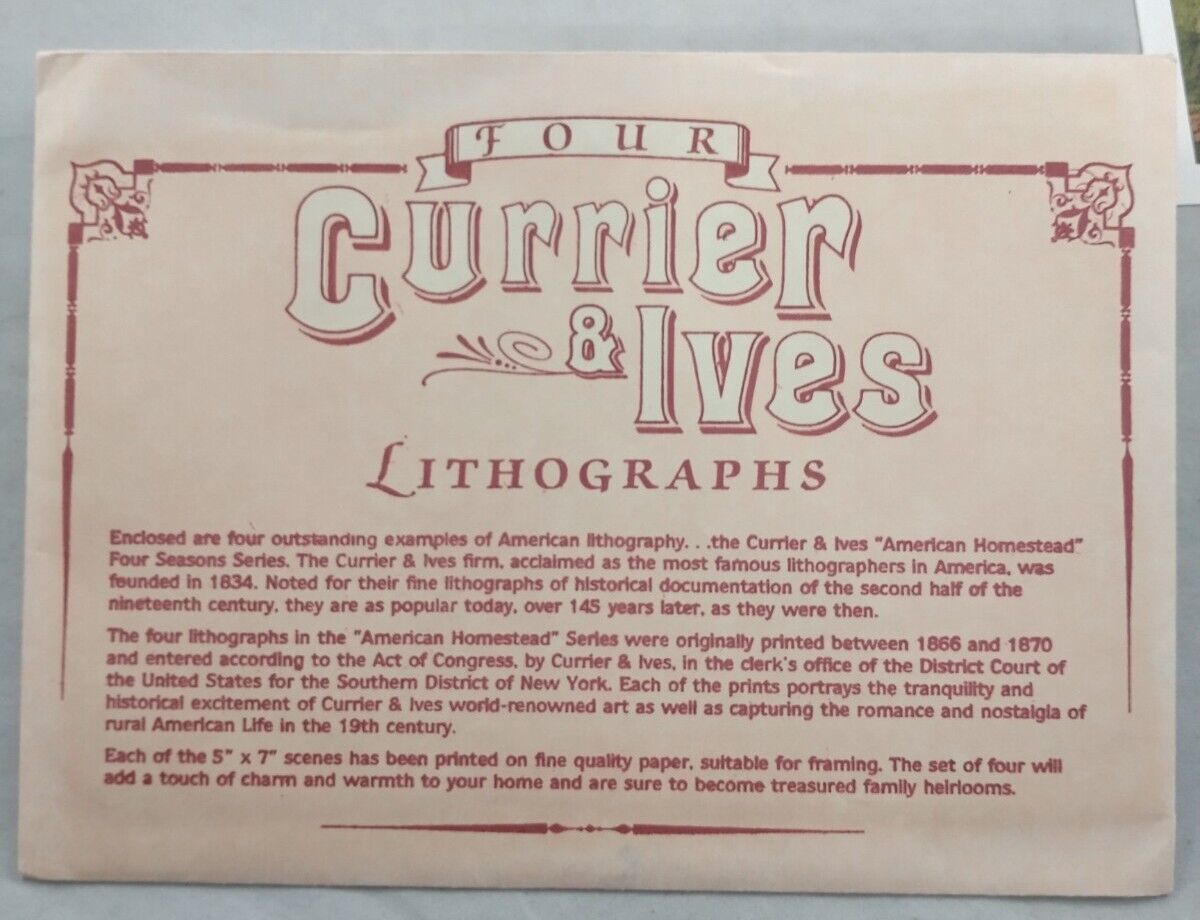 FOUR
Currier
& Ives
LITHOGRAPHS
Enclosed are four outstanding examples of American lithography. . .the Currier & Ives "American Homestead"
Four Seasons Series. The Currier & Ives firm, acclaimed as the most famous lithographers in America, was
founded in 1834. Noted for their fine lithographs of historical documentation of the second half of the
nineteenth century, they are as popular today, over 145 years later, as they were then.
The four lithographs in the "American Homestead" Series were originally printed between 1866 and 1870
and entered according to the Act of Congress, by Currier & Ives, in the clerk's office of the District Court of
the United States for the Southern District of New York. Each of the prints portrays the tranquility and
historical excitement of Currier & Ives world-renowned art as well as capturing the romance and nostalgia of
rural American Life in the 19th century.
Each of the 5" x 7" scenes has been printed on fine quality paper, suitable for framing. The set of four will
add a touch of charm and warmth to your home and are sure to become treasured family heirlooms.